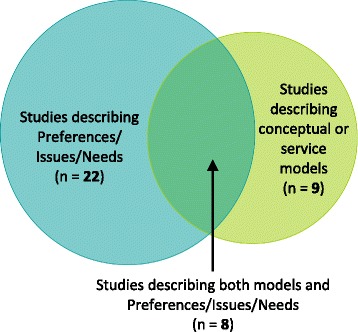 Studies describing
Preferences/
Issues/Needs
(n = 22)
Studies
describing
conceptual or
service
models
(n = 9)
Studies describing both models and
Preferences/Issues/Needs
(n = 8)